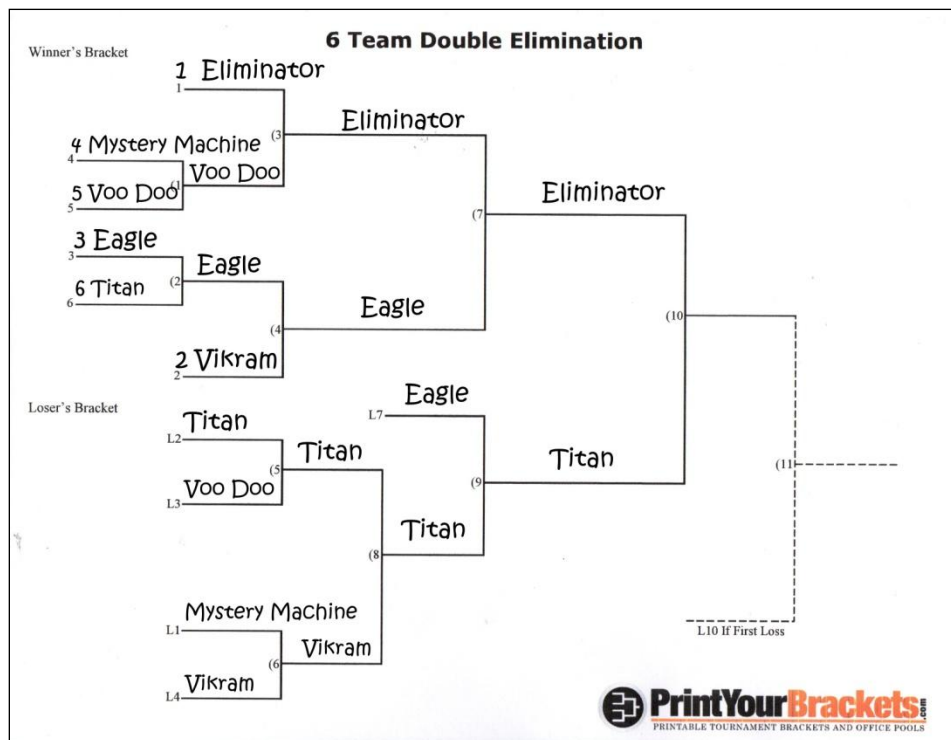 6 Team Double Elimination
Winner's Bracket
1 Eliminator
1
Eliminator
(3
4 Mystery Machine
4
Voo Doo
(1
5 Voo Doo
5
Eliminator
(7
3 Eagle
3
Eagle
(2
6 Titan
6
Eagle
(4
(10
2 Vikram
2
Loser's Bracket
Eagle
L7
Titan
L2
Titan
(5
Titan
(9
(11
Voo Doo
L3
Titan
(8
Mystery Machine
L1
L10 If First Loss
Vikram
(6
Vikram
L4
PrintYourBrackets.com
PRINTABLE TOURNAMENT BRACKETS AND OFFICE POOLS